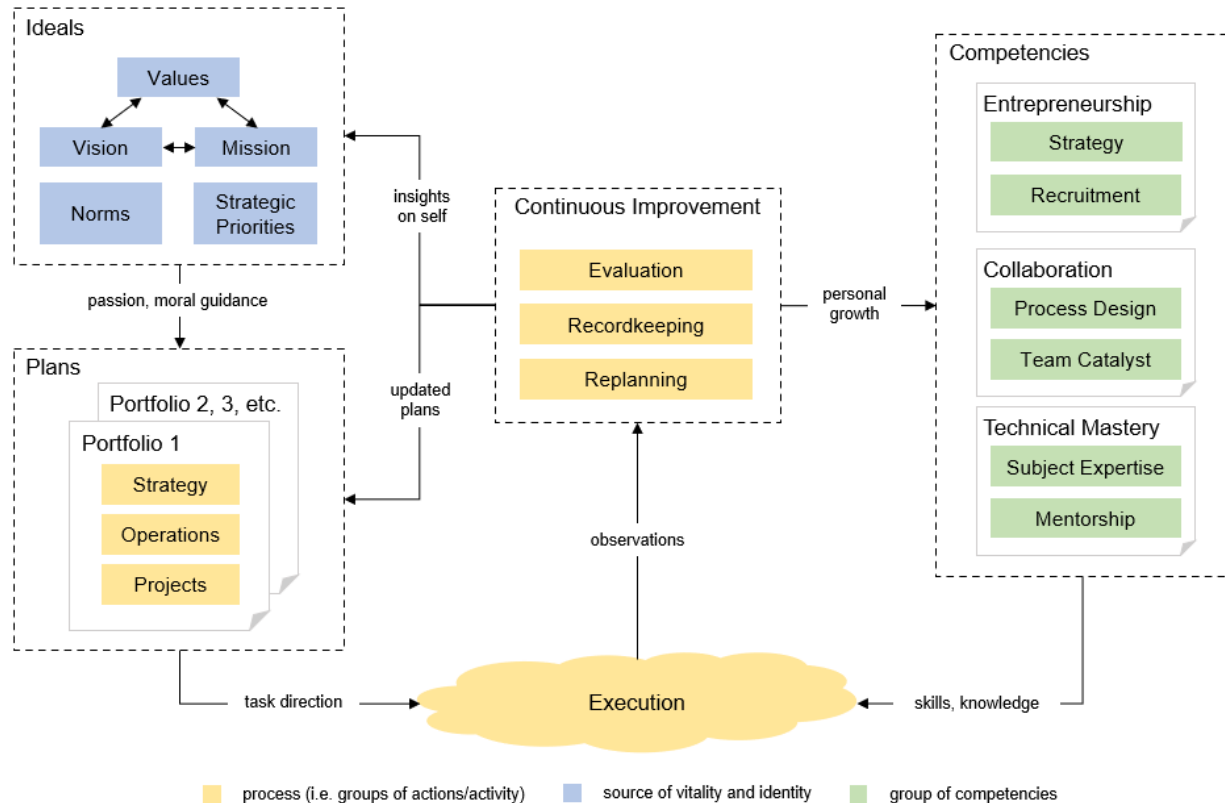 Ideals
Values
Vision
Mission
Norms
Strategic
Priorities
passion, moral guidance
Plans
Portfolio 2, 3, etc.
Portfolio 1
Strategy
Operations
Projects
task direction
insights
on self
updated
plans
Continuous Improvement
Evaluation
Recordkeeping
Replanning
observations
Execution
personal
growth
Competencies
Entrepreneurship
Strategy
Recruitment
Collaboration
Process Design
Team Catalyst
Technical Mastery
Subject Expertise
Mentorship
skills, knowledge
process (i.e. groups of actions/activity)
source of vitality and identity
group of competencies